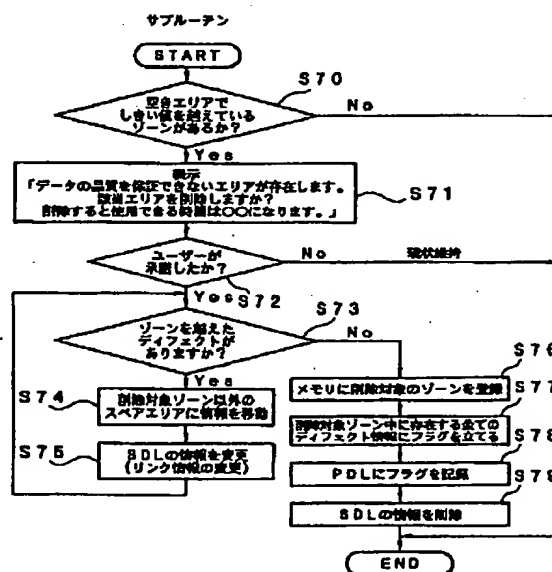 サブルーチン
START
S70
空きエリアで
しきい値を越えている
ゾーンがあるか?
No
Yes
表示
「データの品質を保証できないエリアが存在します。
該当エリアを削除しますか?
削除すると使用できる時間は〇〇になります。」
S71
ユーザーが
承諾したか?
No
現状維持
S72
Yes
S73
ゾーンを越えた
ディフェクトが
ありますか?
No
Yes
S74
削除対象ゾーン以外の
スペアエリアに情報を移動
S75
SDLの情報を変更
(リンク情報の変更)
S76
メモリに削除対象のゾーンを登録
S77
削除対象ゾーン中に存在する全ての
ディフェクト情報にフラグを立てる
S78
PDLにフラグを記録
S79
SDLの情報を削除
END